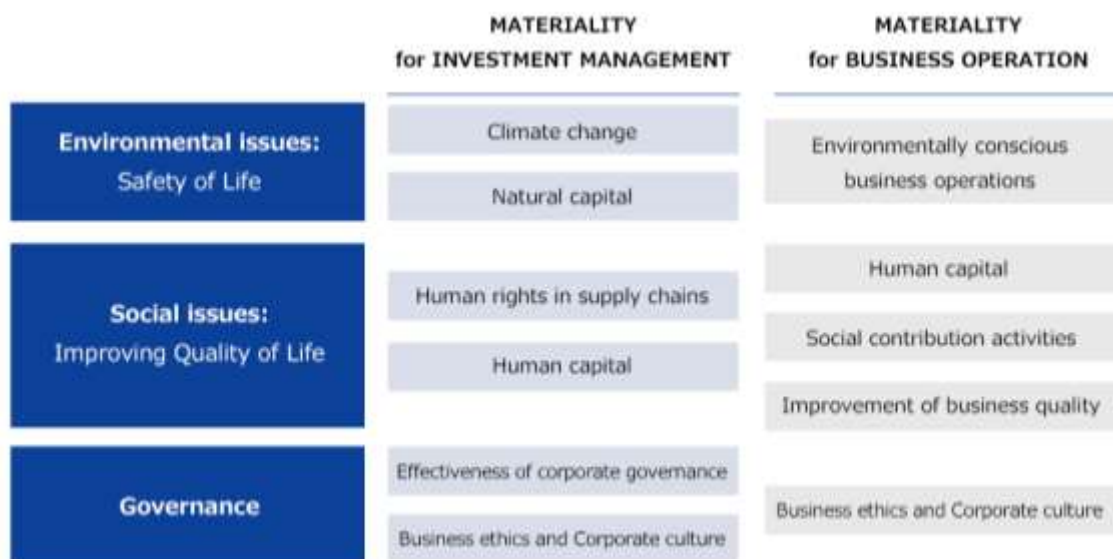 MATERIALITY
for INVESTMENT MANAGEMENT
MATERIALITY
for BUSINESS OPERATION
Environmental issues:
Safety of Life
Climate change
Natural capital
Environmentally conscious
business operations
Social issues:
Improving Quality of Life
Human rights in supply chains
Human capital
Human capital
Social contribution activities
Improvement of business quality
Governance
Effectiveness of corporate governance
Business ethics and Corporate culture
Business ethics and Corporate culture